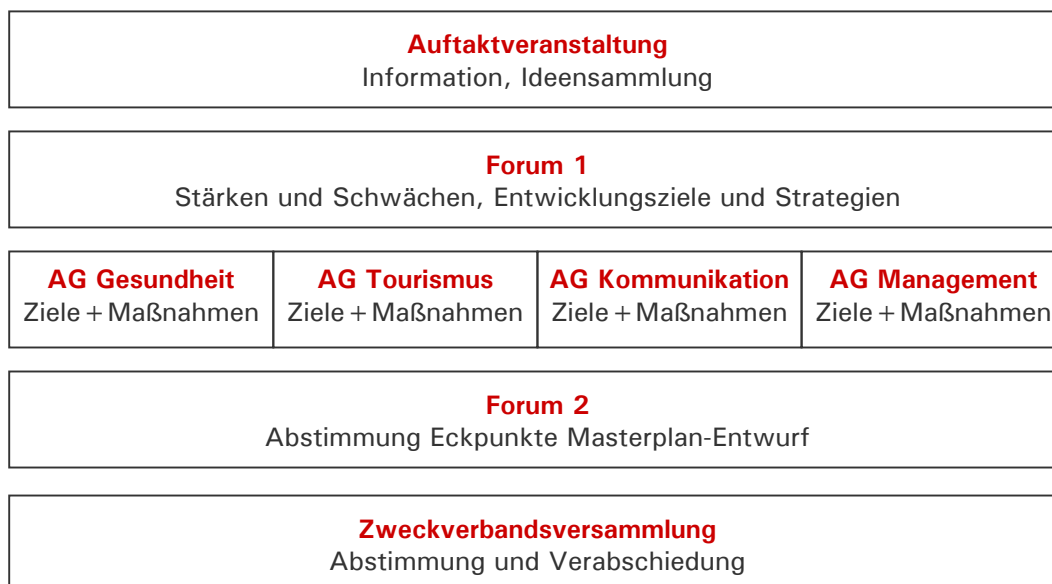 Auftaktveranstaltung
Information, Ideensammlung
Forum 1
Stärken und Schwächen, Entwicklungsziele und Strategien
AG Gesundheit
Ziele + Maßnahmen
AG Tourismus
Ziele + Maßnahmen
AG Kommunikation
Ziele + Maßnahmen
AG Management
Ziele + Maßnahmen
Forum 2
Abstimmung Eckpunkte Masterplan-Entwurf
Zweckverbandsversammlung
Abstimmung und Verabschiedung